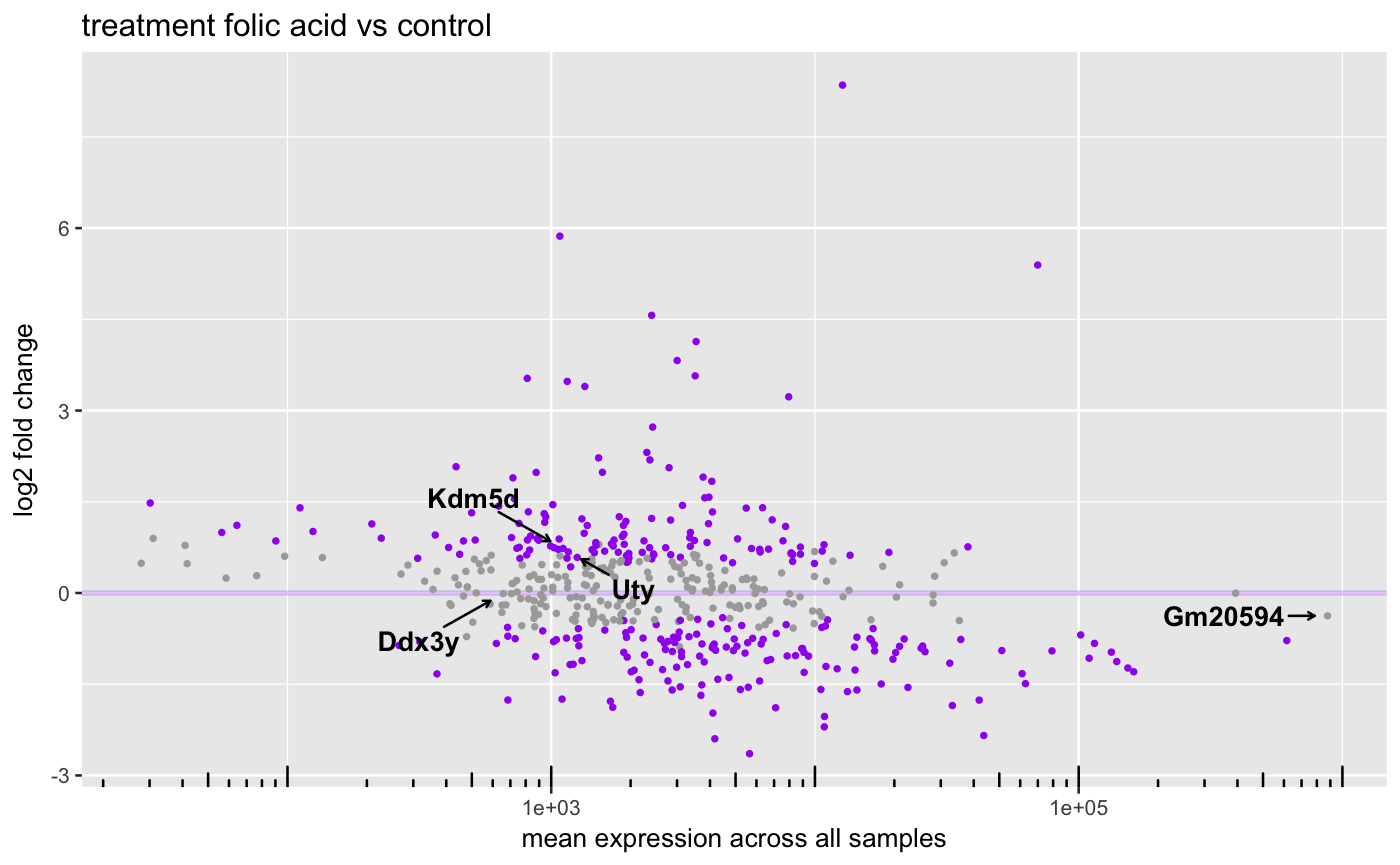 treatment folic acid vs control
log2 fold change
6
3
0
-3
Kdm5d
Uty
Ddx3y
Gm20594
1e+03
1e+05
mean expression across all samples